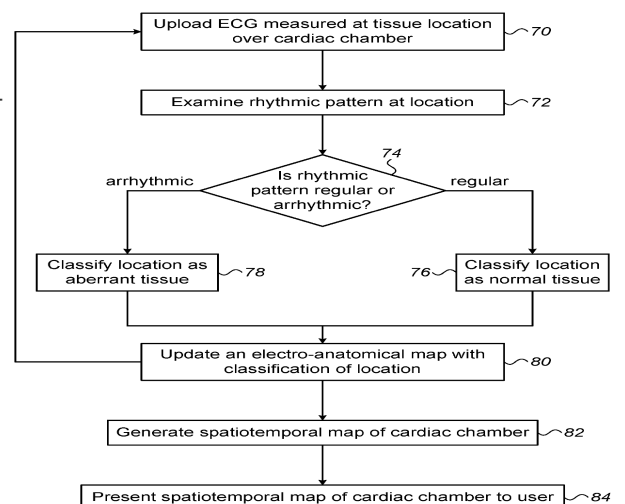 Upload ECG measured at tissue location
over cardiac chamber
70
Examine rhythmic pattern at location
72
74
Is rhythmic
pattern regular or
arrhythmic?
arrhythmic
regular
Classify location as
aberrant tissue
78
76
Classify location
as normal tissue
Update an electro-anatomical map with
classification of location
80
Generate spatiotemporal map of cardiac chamber
82
Present spatiotemporal map of cardiac chamber to user
84